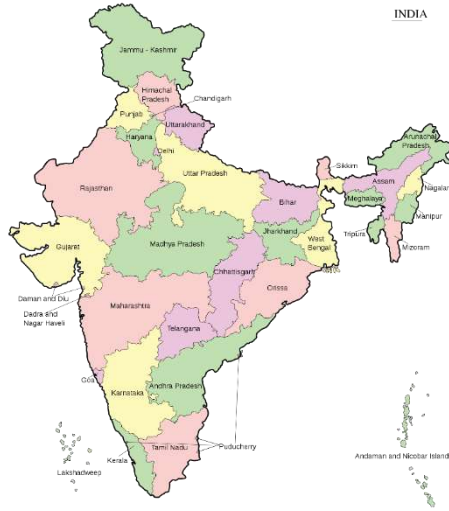 INDIA
Jammu - Kashmir
Himachal
Pradesh
Chandigarh
Punjab
Uttarakhand
Haryana
Delhi
Arunachal
Pradesh
Sikkim
Rajasthan
Uttar Pradesh
Assam
Nagalan
Bihar
Meghalaya
Manipur
Jharkhand
West
Bengal
Tripura
Mizoram
Gujarat
Madhya Pradesh
Chhattisgarh
Orissa
Daman and Diu
Dadra and
Nagar Haveli
Maharashtra
Telangana
Goa
Karnataka
Andhra Pradesh
Puducherry
Tamil Nadu
Kerala
Lakshadweep
Andaman and Nicobar Island